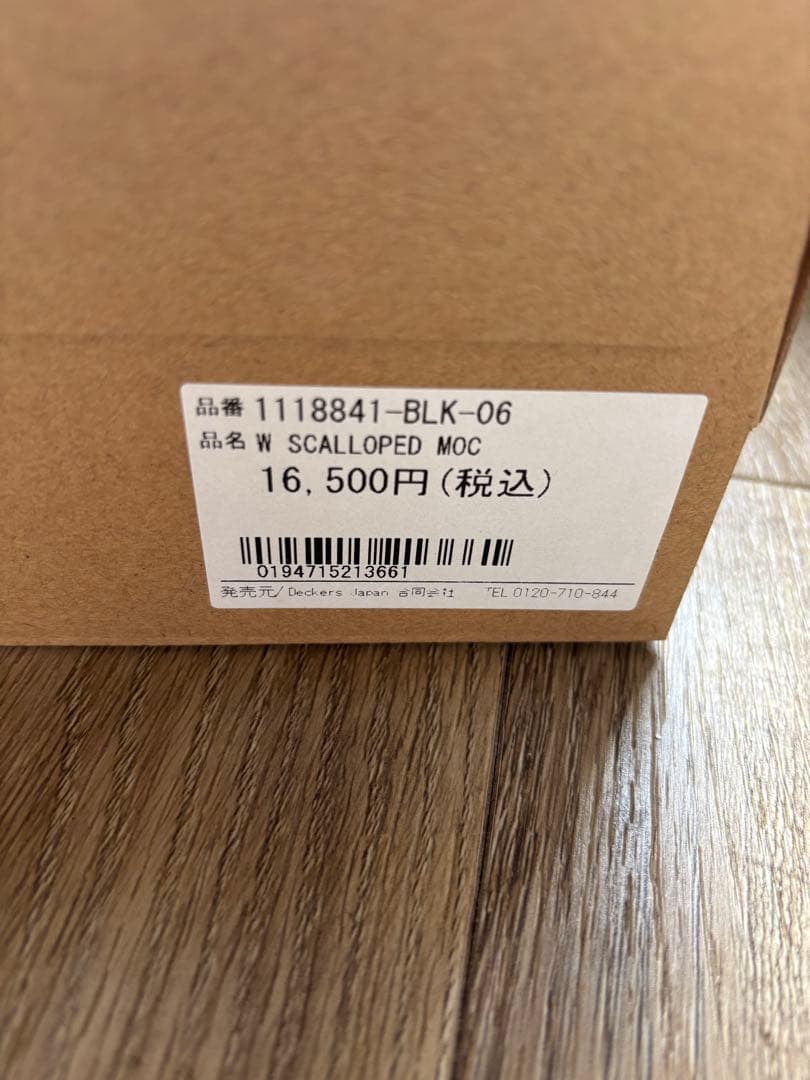 品番 1118841-BLK-06
品名 W SCALLOPED MOC
16,500円(税込)
0194715213661
発売元/Deckers Japan 合同会社 TEL 0120-710-844